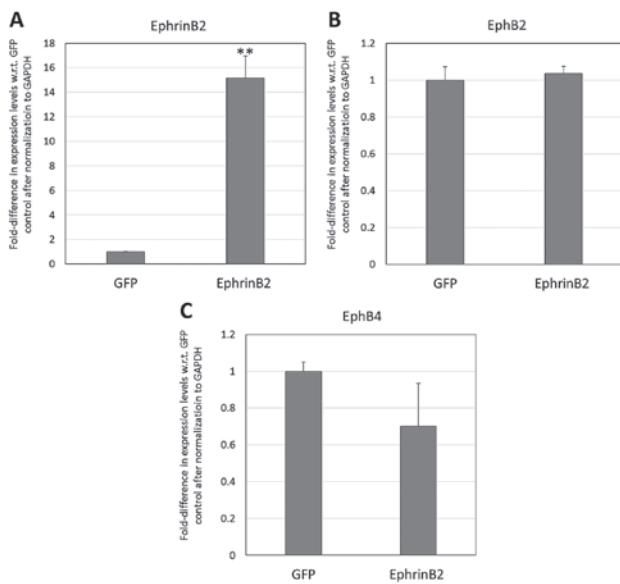 A
EphrinB2
Fold-difference in expression levels w.r.t. GFP
control after normalizatioin to GAPDH
18
16
14
12
10
8
6
4
2
0
**
GFP
EphrinB2
B
EphB2
Fold-difference in expression levels w.r.t. GFP
control after normalizatioin to GAPDH
1.2
1
0.8
0.6
0.4
0.2
0
GFP
EphrinB2
C
EphB4
Fold-difference in expression levels w.r.t. GFP
control after normalizatioin to GAPDH
1.2
1
0.8
0.6
0.4
0.2
0
GFP
EphrinB2